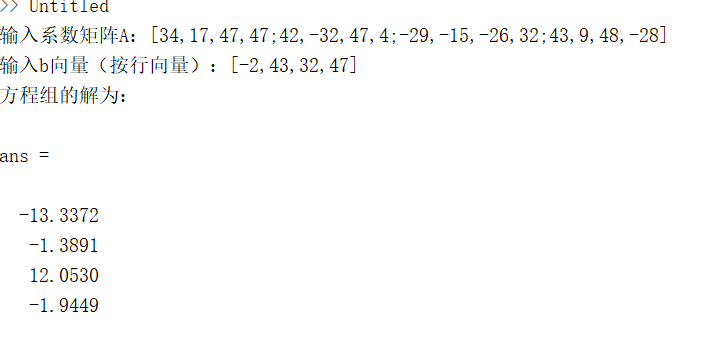 >> Untitled
输入系数矩阵A：[34,17,47,47;42,-32,47,4;-29,-15,-26,32;43,9,48,-28]
输入b向量（按行向量）：[-2,43,32,47]
方程组的解为：
ans =
-13.3372
-1.3891
12.0530
-1.9449